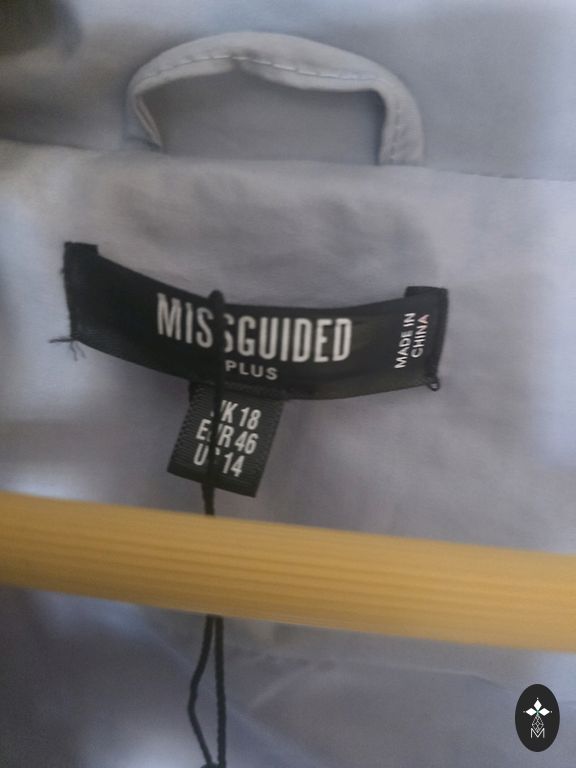 MISSGUIDED
PLUS
MADE IN
CHINA
UK 18
EUR 46
US 14